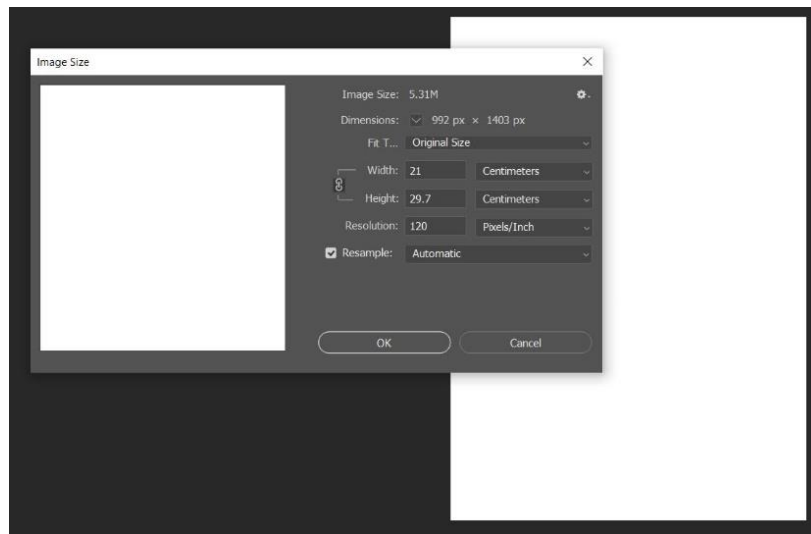 Image Size
Image Size: 5.31M
Dimensions: 992 px × 1403 px
Fit T... Original Size
Width: 21 Centimeters
Height: 29.7 Centimeters
Resolution: 120 Pixels/Inch
Resample: Automatic
OK Cancel